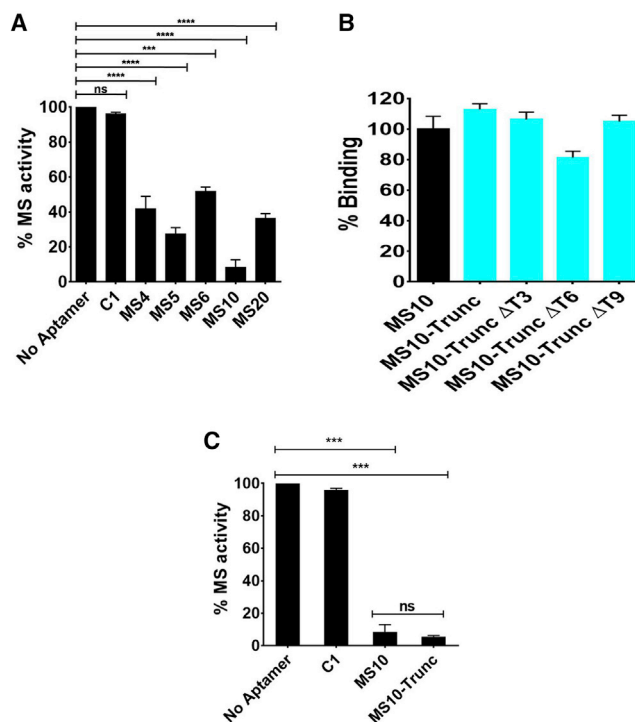 A
****
****
***
****
****
ns
% MS activity
100
80
60
40
20
0
No Aptamer
C1
MS4
MS5
MS6
MS10
MS20
B
% Binding
120
100
80
60
40
20
0
MS10
MS10-Trunc
MS10-Trunc ΔT3
MS10-Trunc ΔT6
MS10-Trunc ΔT9
C
***
***
ns
% MS activity
100
80
60
40
20
0
No Aptamer
C1
MS10
MS10-Trunc